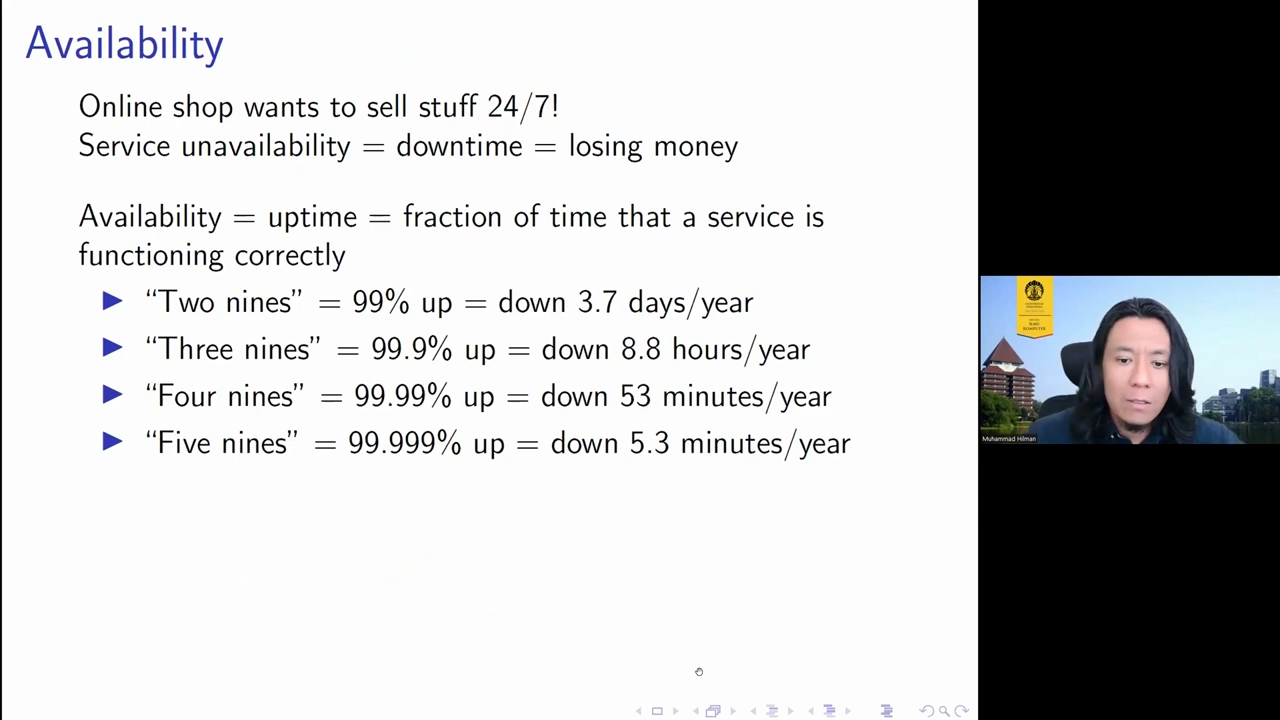 Availability
Online shop wants to sell stuff 24/7!
Service unavailability = downtime = losing money
Availability = uptime = fraction of time that a service is
functioning correctly
▶ “Two nines” = 99% up = down 3.7 days/year
▶ “Three nines” = 99.9% up = down 8.8 hours/year
▶ “Four nines” = 99.99% up = down 53 minutes/year
▶ “Five nines” = 99.999% up = down 5.3 minutes/year
ILMU
KOMPUTER
Muhammad Hilman